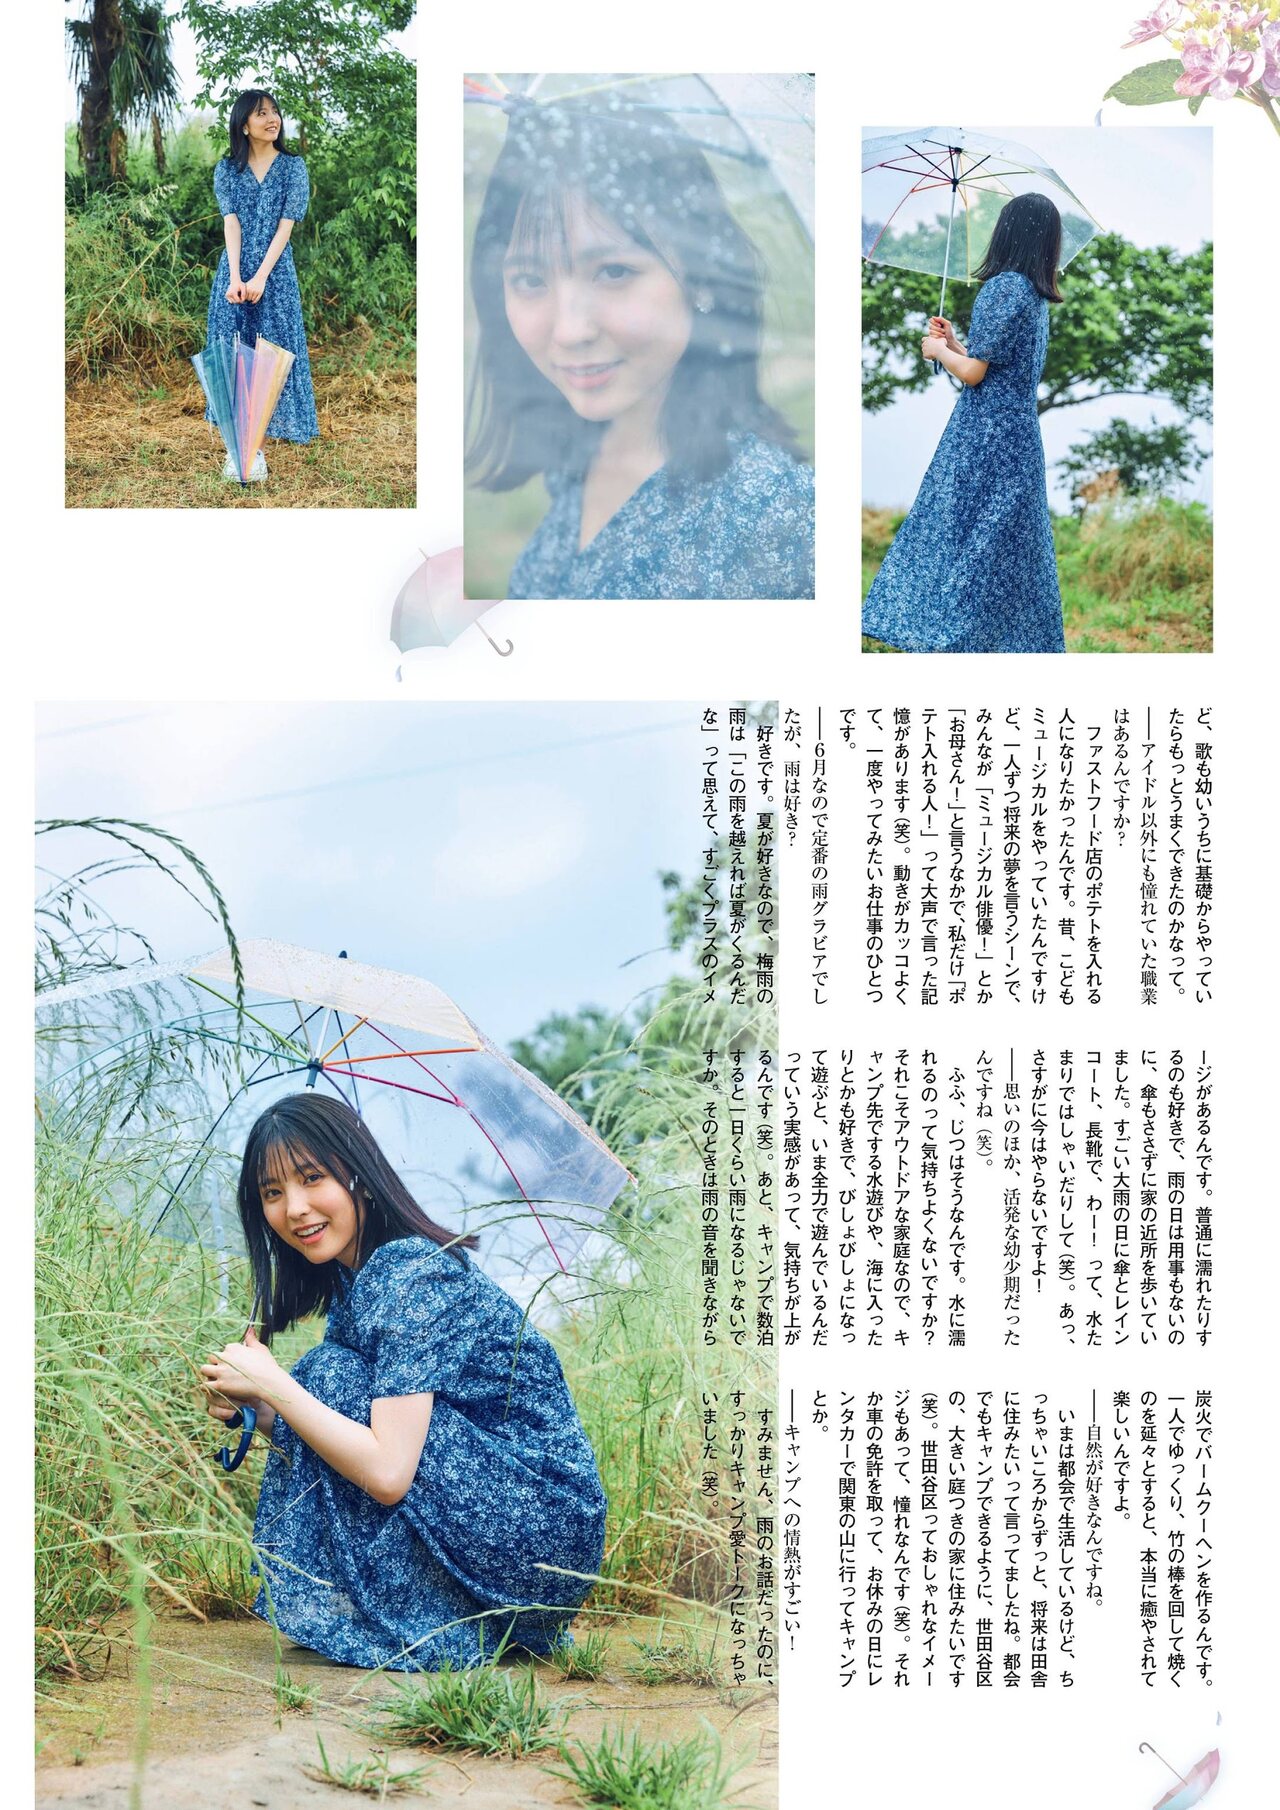 ど、歌も幼いうちに基礎からやってい
たらもっとうまくできたのかなって。
――アイドル以外にも憧れていた職業
はあるんですか?
ファストフード店のポテトを入れる
人になりたかったんです。昔、こども
ミュージカルをやっていたんですけ
ど、一人ずつ将来の夢を言うシーンで、
みんなが「ミュージカル俳優!」とか
「お母さん!」と言うなかで、私だけ「ポ
テト入れる人!」って大声で言った記
憶があります(笑)。動きがカッコよく
て、一度やってみたいお仕事のひとつ
です。
――6月なので定番の雨グラビアでし
たが、雨は好き?
好きです。夏が好きなので、梅雨の
雨は「この雨を越えれば夏がくるんだ
な」って思えて、すごくプラスのイメ
ージがあるんです。普通に濡れたりす
るのも好きで、雨の日は用事もないの
に、傘もささずに家の近所を歩いてい
ました。すごい大雨の日に傘とレイン
コート、長靴で、わー! って、水た
まりではしゃいだりして(笑)。あっ、
さすがに今はやらないですよ!
――思いのほか、活発な幼少期だった
んですね(笑)。
ふふ、じつはそうなんです。水に濡
れるのって気持ちよくないですか?
それこそアウトドアな家庭なので、キ
ャンプ先でする水遊びや、海に入った
りとかも好きで、びしょびしょになっ
て遊ぶと、いま全力で遊んでいるんだ
っていう実感があって、気持ちが上が
るんです(笑)。あと、キャンプで数泊
すると一日くらい雨になるじゃないで
すか。そのときは雨の音を聞きながら
炭火でバームクーヘンを作るんです。
一人でゆっくり、竹の棒を回して焼く
のを延々とすると、本当に癒やされて
楽しいんですよ。
――自然が好きなんですね。
いまは都会で生活しているけど、ち
っちゃいころからずっと、将来は田舎
に住みたいって言ってましたね。都会
でもキャンプできるように、世田谷区
の、大きい庭つきの家に住みたいです
(笑)。世田谷区っておしゃれなイメー
ジもあって、憧れなんです(笑)。それ
か車の免許を取って、お休みの日にレ
ンタカーで関東の山に行ってキャンプ
とか。
――キャンプへの情熱がすごい!
すみません、雨のお話だったのに、
すっかりキャンプ愛トークになっちゃ
いました(笑)。